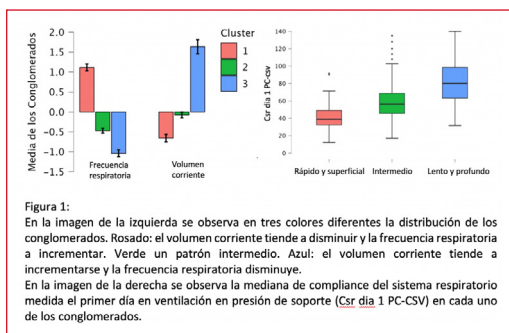 2.0
1.5
1.0
0.5
0.0
−0.5
−1.0
−1.5
Media de los Conglomerados
Cluster
1
2
3
Frecuencia
respiratoria
Volumen
corriente
140
120
100
80
60
40
20
0
Csr dia 1 PC-csv
Rápido y superficial
Intermedio
Lento y profundo
Figura 1:
En la imagen de la izquierda se observa en tres colores diferentes la distribución de los
conglomerados. Rosado: el volumen corriente tiende a disminuir y la frecuencia respiratoria
a incrementar. Verde un patrón intermedio. Azul: el volumen corriente tiende a
incrementarse y la frecuencia respiratoria disminuye.
En la imagen de la derecha se observa la mediana de compliance del sistema respiratorio
medida el primer día en ventilación en presión de soporte (Csr dia 1 PC-CSV) en cada uno
de los conglomerados.